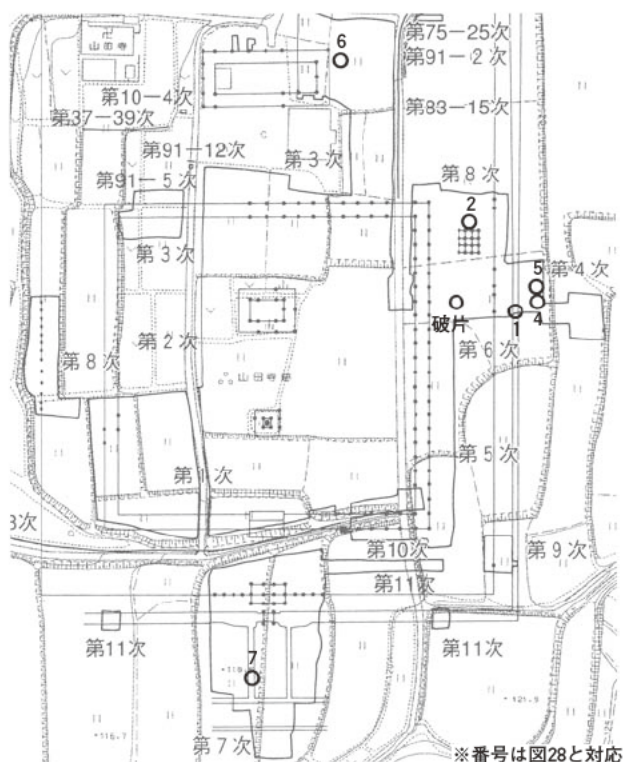 第75－25次
第91－2次
6
山田寺
第10－4次
第83－15次
第37－39次
第91－12次
第3次
第8次
第91－5次
2
第3次
5
第4次
4
1
破片
第2次
第6次
第8次
山田寺跡
第5次
第1次
第10次
第9次
第11次
第11次
第11次
7
第7次
・116.7
・121.9
※番号は図28と対応